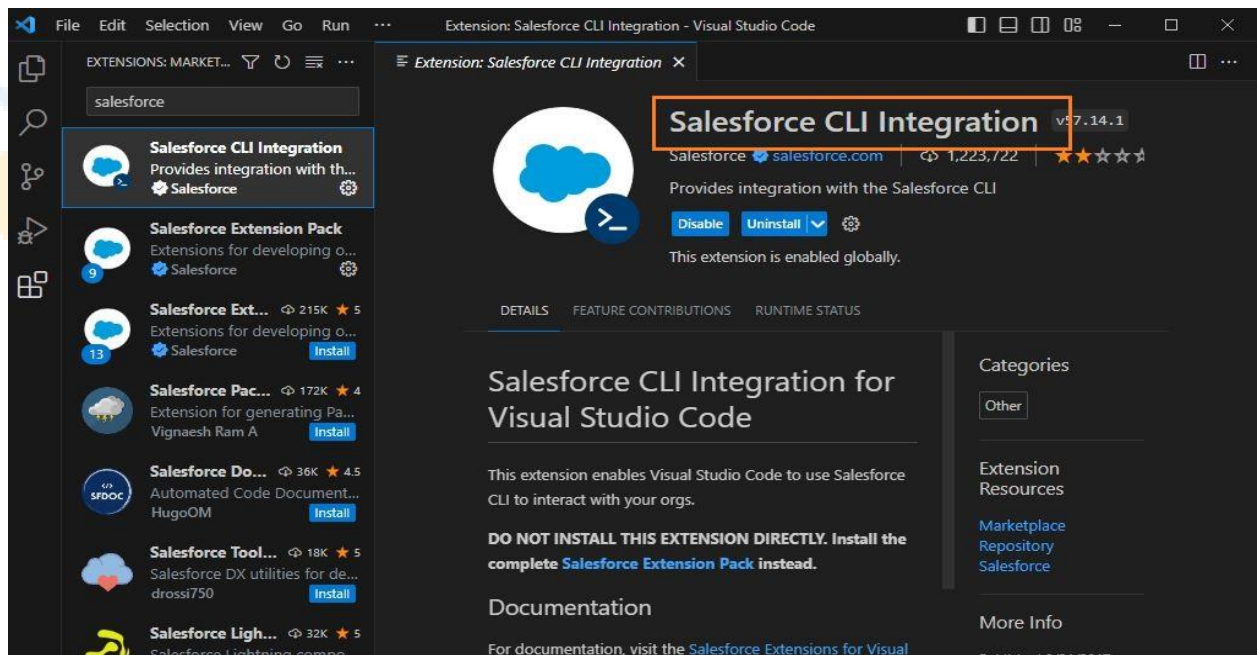 File Edit Selection View Go Run ··· Extension: Salesforce CLI Integration - Visual Studio Code
EXTENSIONS: MARKET...
salesforce
Salesforce CLI Integration
Provides integration with th...
Salesforce
Salesforce Extension Pack
Extensions for developing o...
9
Salesforce
Salesforce Ext... 215K ★ 5
Extensions for developing o...
13
Salesforce Install
Salesforce Pac... 172K ★ 4
Extension for generating Pa...
Vignaesh Ram A Install
Salesforce Do... 36K ★ 4.5
</> SFDOC
Automated Code Document...
HugoOM Install
Salesforce Tool... 18K ★ 5
Salesforce DX utilities for de...
drossi750 Install
Salesforce Ligh... 32K ★ 5
Extension: Salesforce CLI Integration
Salesforce CLI Integration v57.14.1
Salesforce salesforce.com | 1,223,722 |
Provides integration with the Salesforce CLI
Disable Uninstall
This extension is enabled globally.
DETAILS FEATURE CONTRIBUTIONS RUNTIME STATUS
Salesforce CLI Integration for
Visual Studio Code
This extension enables Visual Studio Code to use Salesforce
CLI to interact with your orgs.
DO NOT INSTALL THIS EXTENSION DIRECTLY. Install the
complete Salesforce Extension Pack instead.
Documentation
For documentation, visit the Salesforce Extensions for Visual
Categories
Other
Extension
Resources
Marketplace
Repository
Salesforce
More Info